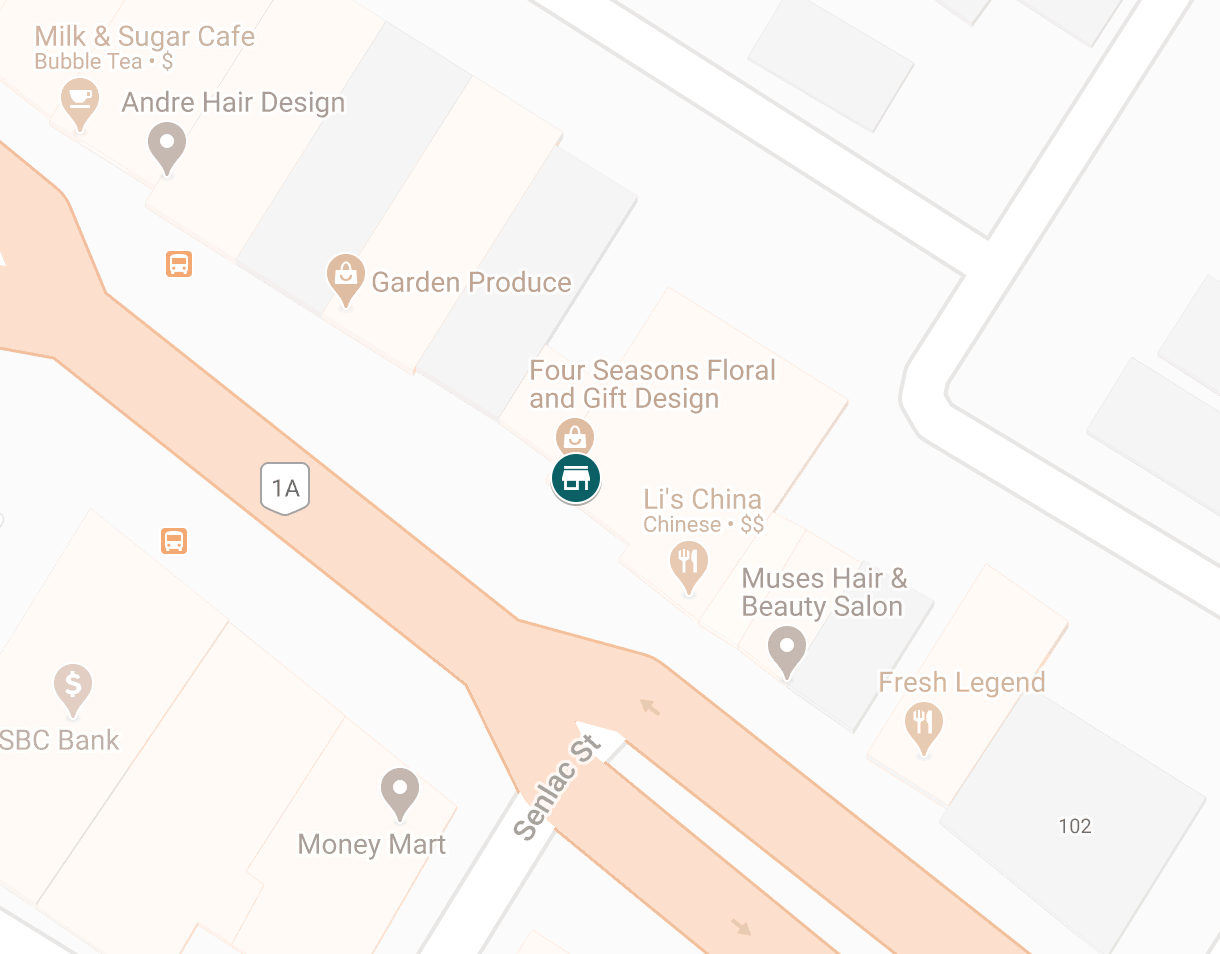 Milk & Sugar Cafe
Bubble Tea • $
Andre Hair Design
Garden Produce
Four Seasons Floral
and Gift Design
1A
Li's China
Chinese • $$
Muses Hair &
Beauty Salon
Fresh Legend
$
SBC Bank
Senlac St
Money Mart
102